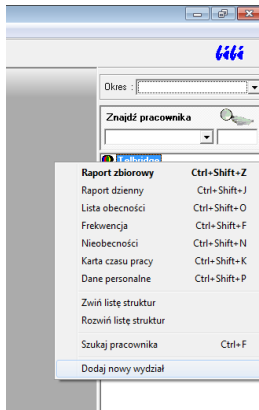 bibi
Okres :
Znajdź pracownika
Telbridge
Raport zbiorowy Ctrl+Shift+Z
Raport dzienny Ctrl+Shift+J
Lista obecności Ctrl+Shift+O
Frekwencja Ctrl+Shift+F
Nieobecności Ctrl+Shift+N
Karta czasu pracy Ctrl+Shift+K
Dane personalne Ctrl+Shift+P
Zwiń listę struktur
Rozwiń listę struktur
Szukaj pracownika Ctrl+F
Dodaj nowy wydział